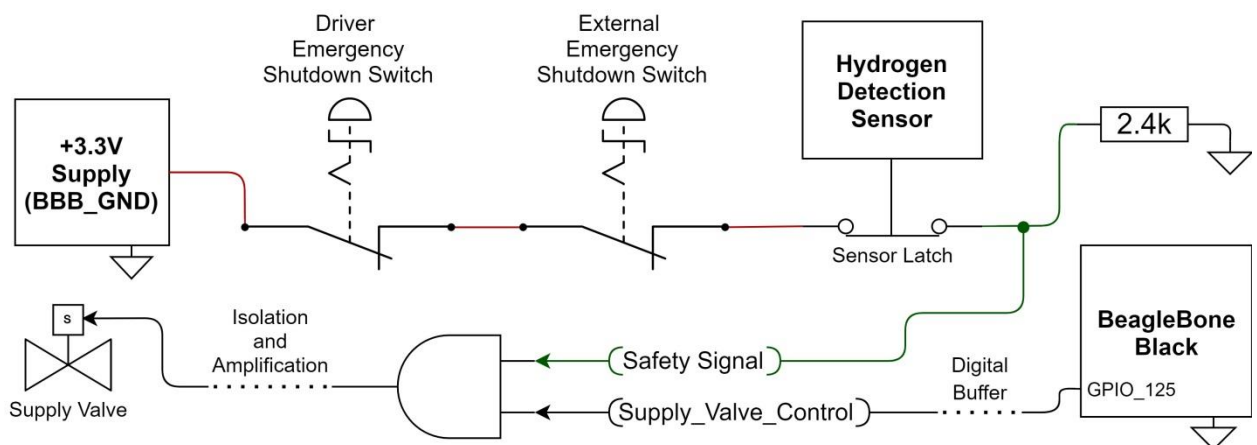 Driver
Emergency
Shutdown Switch
External
Emergency
Shutdown Switch
Hydrogen
Detection
Sensor
+3.3V
Supply
(BBB_GND)
2.4k
Sensor Latch
s
Supply Valve
Isolation
and
Amplification
Safety Signal
Supply_Valve_Control
Digital
Buffer
BeagleBone
Black
GPIO_125